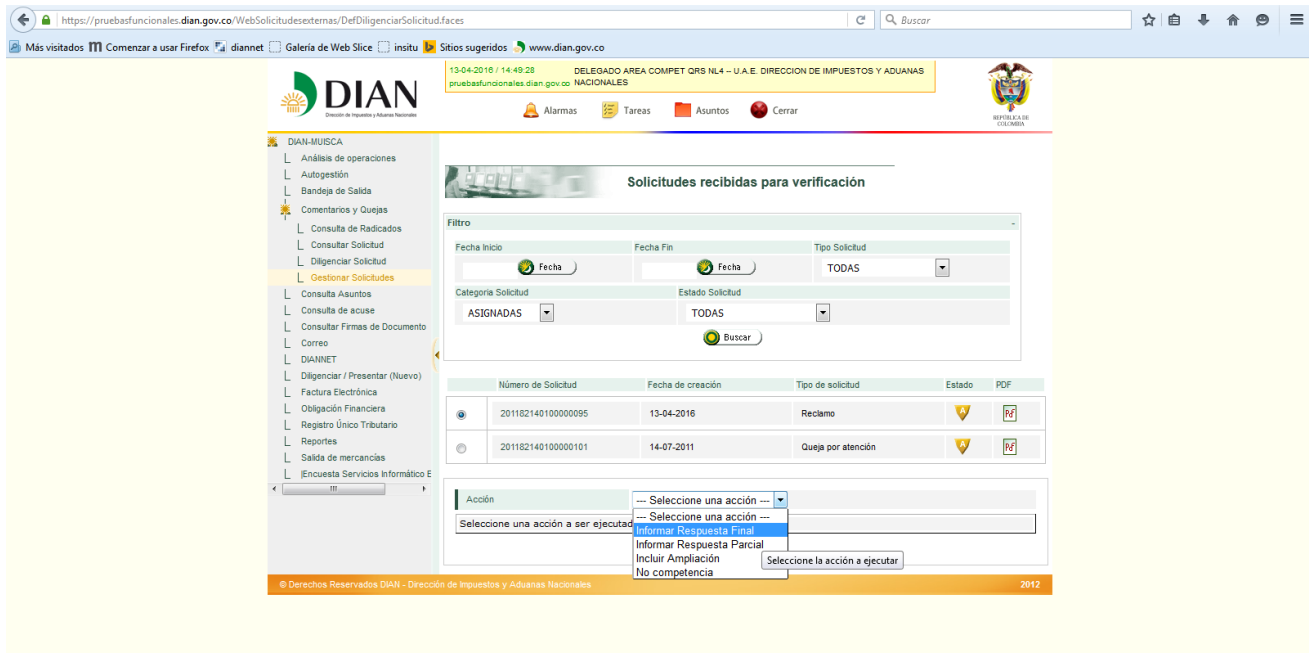 https://pruebasfuncionales.dian.gov.co/WebSolicitudesexternas/DefDiligenciarSolicitud.faces
Buscar
Más visitados Comenzar a usar Firefox diannet Galería de Web Slice insitu Sitios sugeridos www.dian.gov.co
DIAN
Dirección de Impuestos y Aduanas Nacionales
13-04-2016 / 14:49:28 DELEGADO AREA COMPET QRS NL4 -- U.A.E. DIRECCION DE IMPUESTOS Y ADUANAS
pruebasfuncionales.dian.gov.co NACIONALES
Alarmas Tareas Asuntos Cerrar
REPÚBLICA DE
COLOMBIA
DIAN-MUISCA
Análisis de operaciones
Autogestión
Bandeja de Salida
Comentarios y Quejas
Consulta de Radicados
Consultar Solicitud
Diligenciar Solicitud
Gestionar Solicitudes
Consulta Asuntos
Consulta de acuse
Consultar Firmas de Documento
Correo
DIANNET
Diligenciar / Presentar (Nuevo)
Factura Electrónica
Obligación Financiera
Registro Único Tributario
Reportes
Salida de mercancías
|Encuesta Servicios Informático E
Solicitudes recibidas para verificación
Filtro -
Fecha Inicio Fecha Fin Tipo Solicitud
Fecha Fecha TODAS
Categoria Solicitud Estado Solicitud
ASIGNADAS TODAS
Buscar
Número de Solicitud Fecha de creación Tipo de solicitud Estado PDF
201182140100000095 13-04-2016 Reclamo A Pdf
201182140100000101 14-07-2011 Queja por atención A Pdf
Acción --- Seleccione una acción ---
Seleccione una acción a ser ejecutad
--- Seleccione una acción ---
Informar Respuesta Final
Informar Respuesta Parcial
Incluir Ampliación
No competencia
Seleccione la acción a ejecutar
© Derechos Reservados DIAN - Dirección de Impuestos y Aduanas Nacionales 2012